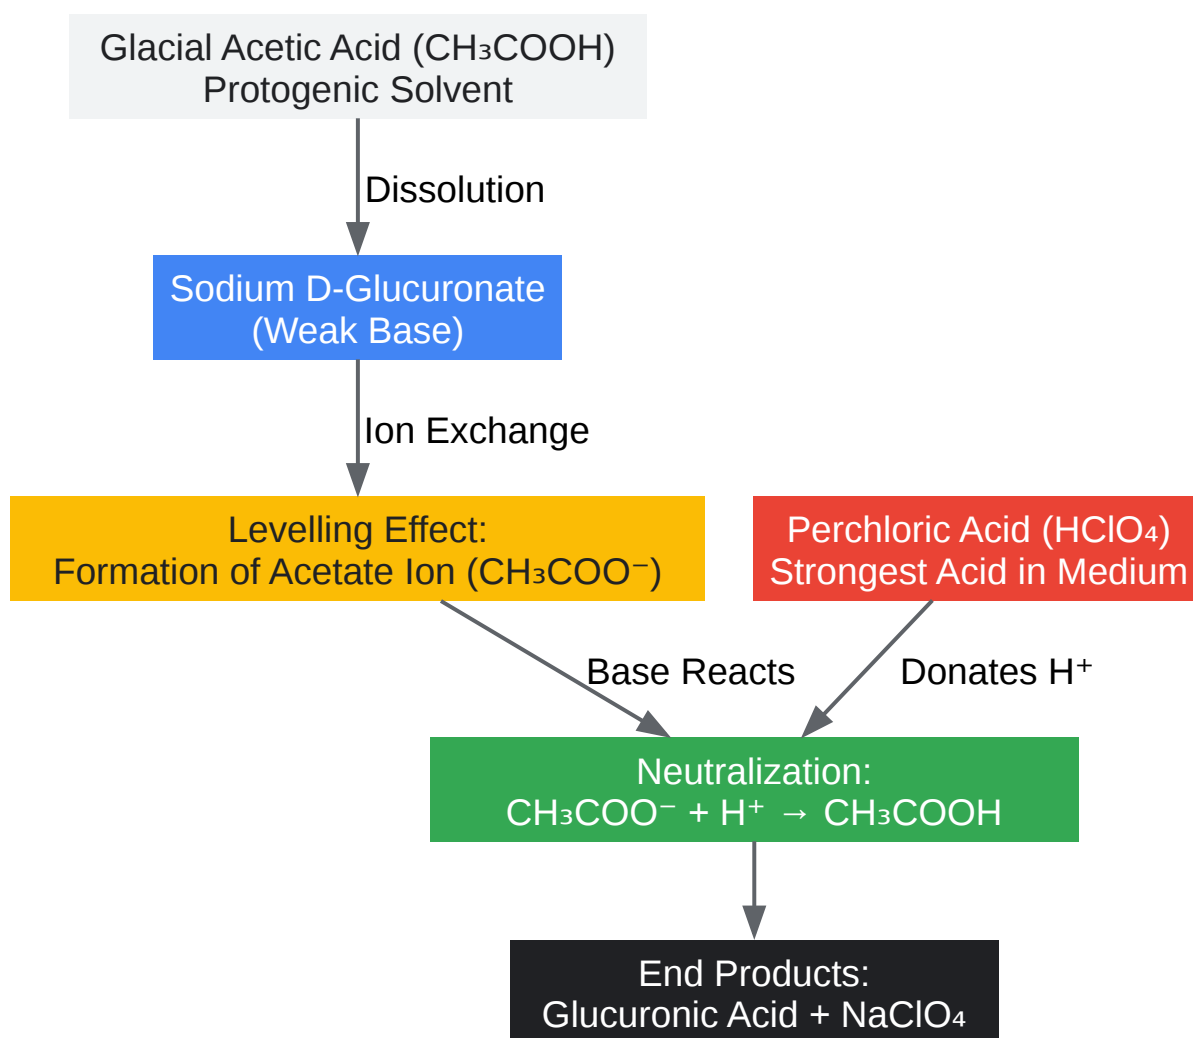 Glacial Acetic Acid (CH₃COOH)
Protogenic Solvent
Dissolution
Sodium D-Glucuronate
(Weak Base)
Ion Exchange
Levelling Effect:
Formation of Acetate Ion (CH₃COO⁻)
Perchloric Acid (HClO₄)
Strongest Acid in Medium
Base Reacts
Donates H⁺
Neutralization:
CH₃COO⁻ + H⁺ → CH₃COOH
End Products:
Glucuronic Acid + NaClO₄